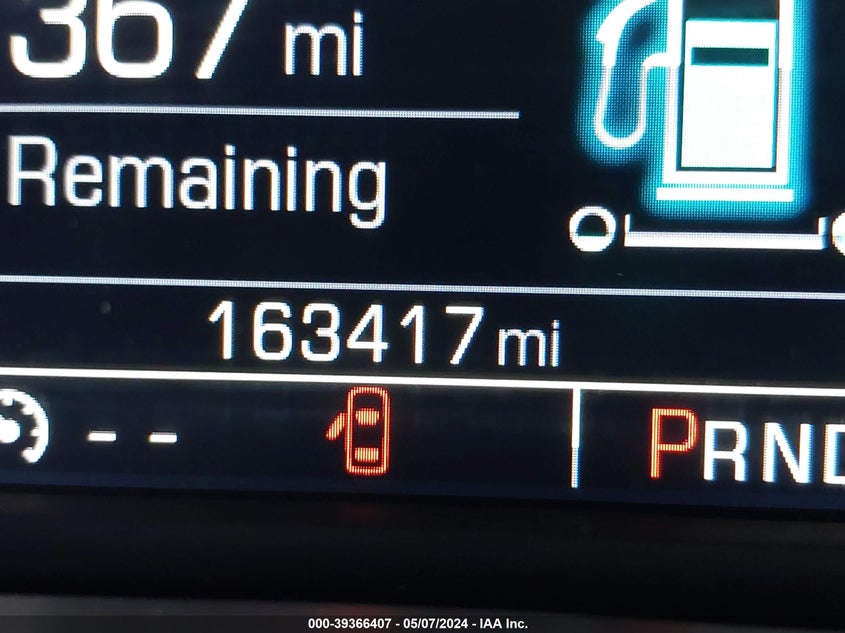 367 mi
Remaining
163417 mi
-- PRND
000-39366407 - 05/07/2024 - IAA Inc.